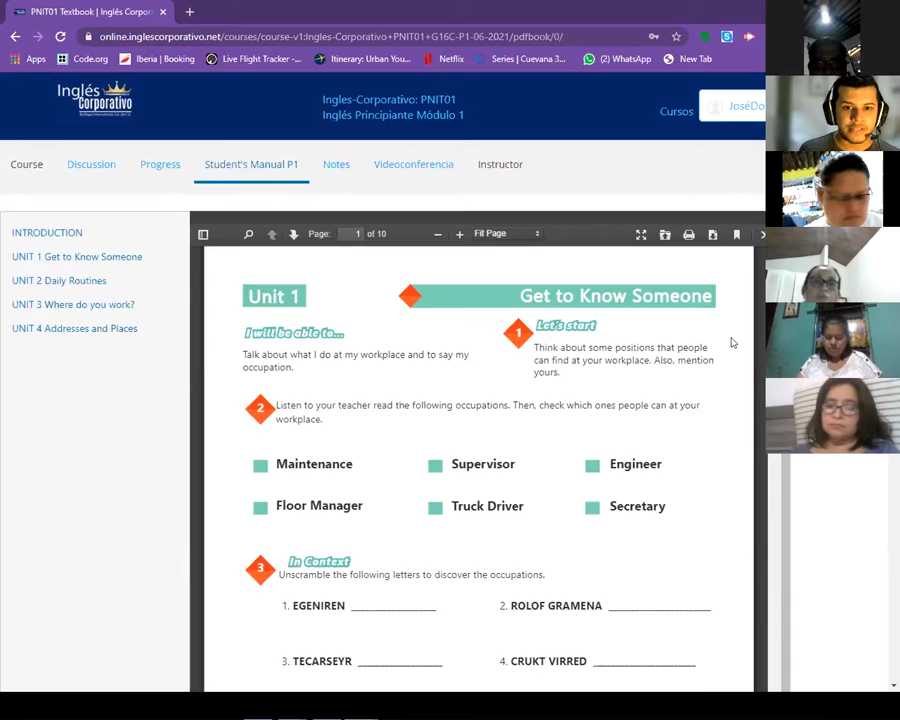 PNIT01 Textbook | Ingles Corpor
online.inglescorporativo.net/courses/course-v1:Ingles-Corporativo+PNIT01+G16C-P1-06-2021/pdfbook/0/
Apps Code.org Iberia | Booking Live Flight Tracker -... Itinerary: Urban You... Netflix Series | Cuevana 3... (2) WhatsApp New Tab
Inglés
Corporativo
Ingles-Corporativo: PNIT01
Inglés Principiante Módulo 1
Cursos
JoséDo
Course Discussion Progress Student's Manual P1 Notes Videoconferencia Instructor
INTRODUCTION
UNIT 1 Get to Know Someone
UNIT 2 Daily Routines
UNIT 3 Where do you work?
UNIT 4 Addresses and Places
Page: 1 of 10
Fit Page
Unit 1
Get to Know Someone
I will be able to...
Talk about what I do at my workplace and to say my
occupation.
1
Let's start
Think about some positions that people
can find at your workplace. Also, mention
yours.
2
Listen to your teacher read the following occupations. Then, check which ones people can at your
workplace.
Maintenance Supervisor Engineer
Floor Manager Truck Driver Secretary
3
In Context
Unscramble the following letters to discover the occupations.
1. EGENIREN __________________ 2. ROLOF GRAMENA ______________________
3. TECARSEYR __________________ 4. CRUKT VIRRED ______________________